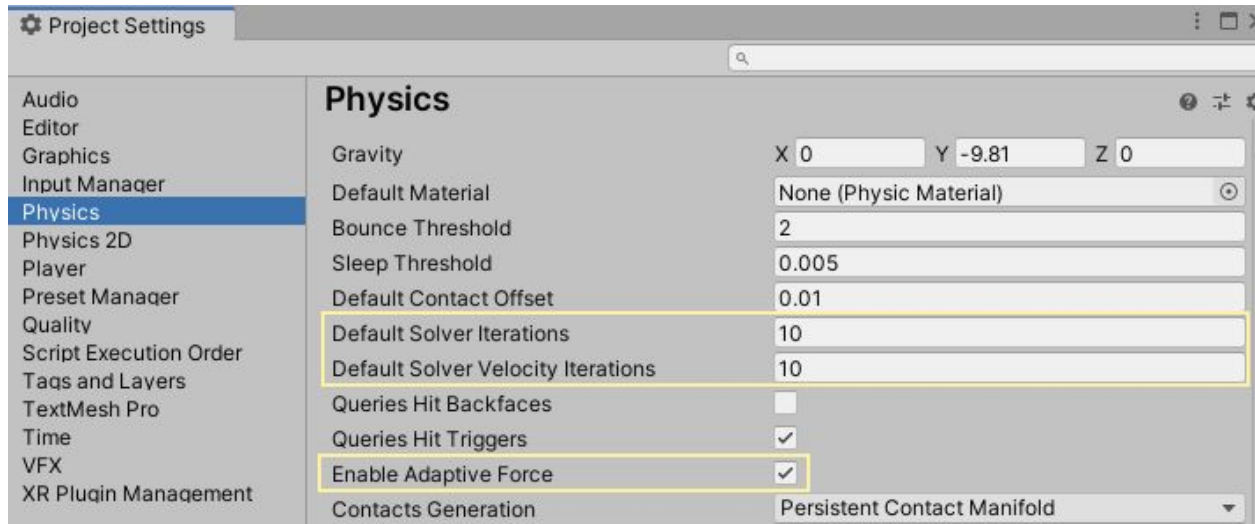 Project Settings
Audio
Editor
Graphics
Input Manager
Physics
Physics 2D
Player
Preset Manager
Quality
Script Execution Order
Tags and Layers
TextMesh Pro
Time
VFX
XR Plugin Management
Physics
Gravity X 0 Y -9.81 Z 0
Default Material None (Physic Material)
Bounce Threshold 2
Sleep Threshold 0.005
Default Contact Offset 0.01
Default Solver Iterations 10
Default Solver Velocity Iterations 10
Queries Hit Backfaces
Queries Hit Triggers
Enable Adaptive Force
Contacts Generation Persistent Contact Manifold